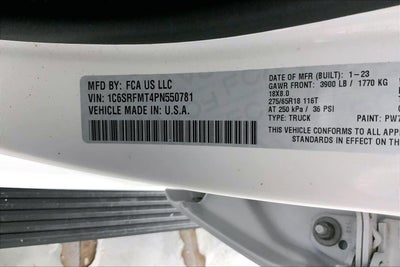 MFD BY: FCA US LLC
DATE OF MFR (BUILT): 1-23
GAWR FRONT: 3900 LB / 1770 KG
VIN: 1C6SRFMT4PN550781
18X8.0
275/65R18 116T
VEHICLE MADE IN: U.S.A.
AT 250 kPa / 36 PSI
TYPE: TRUCK
PAINT: PW7
THIS VEHICLE CONFORMS TO ALL APP
STANDARDS IN EFFECT